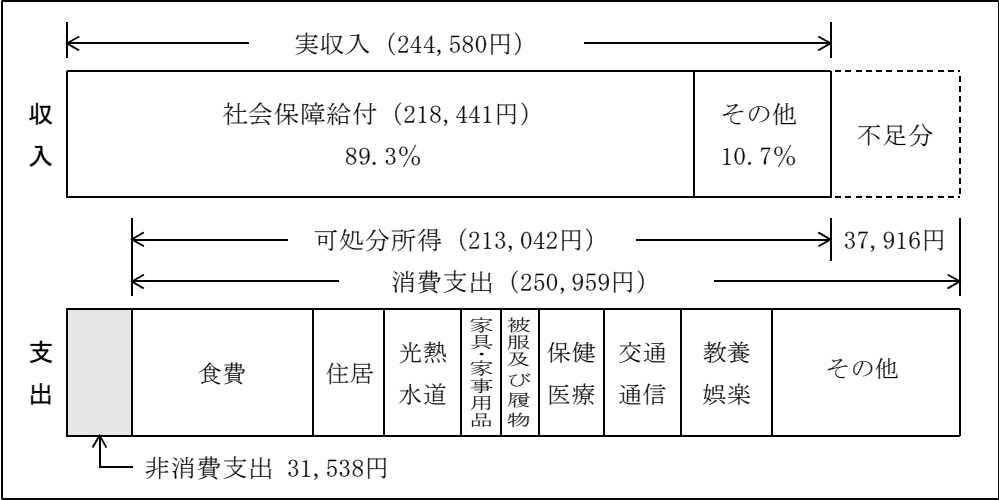 実収入 (244,580円)
収入
社会保障給付 (218,441円)
89.3%
その他
10.7%
不足分
可処分所得 (213,042円)
37,916円
消費支出 (250,959円)
支出
食費
住居
光熱
水道
家具・家事用品
被服及び履物
保健
医療
交通
通信
教養
娯楽
その他
非消費支出 31,538円